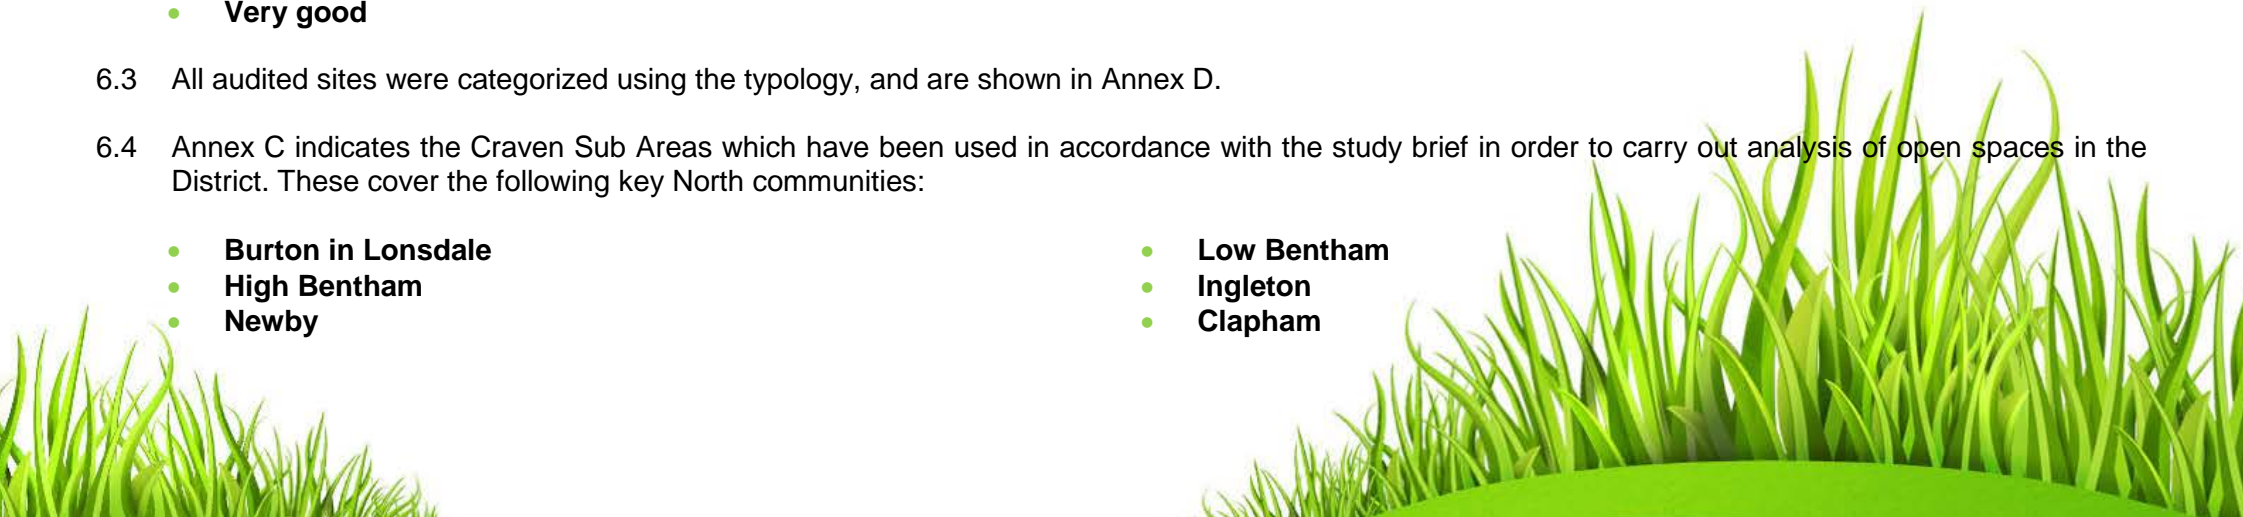 • Very good
6.3 All audited sites were categorized using the typology, and are shown in Annex D.
6.4 Annex C indicates the Craven Sub Areas which have been used in accordance with the study brief in order to carry out analysis of open spaces in the
District. These cover the following key North communities:
• Burton in Lonsdale
• High Bentham
• Newby
• Low Bentham
• Ingleton
• Clapham